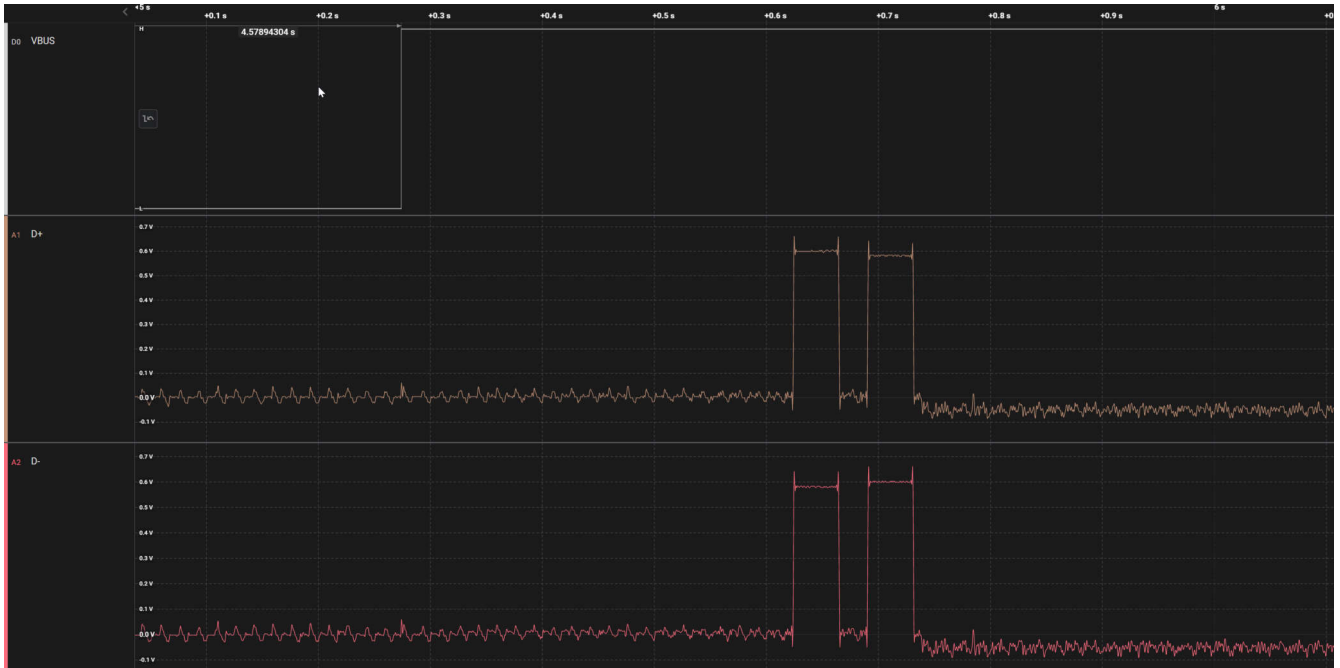 5 s
+0.1 s +0.2 s +0.3 s +0.4 s +0.5 s +0.6 s +0.7 s +0.8 s +0.9 s 6 s
D0 VBUS
H
4.57894304 s
L
A1 D+
0.7 V
0.6 V
0.5 V
0.4 V
0.3 V
0.2 V
0.1 V
0.0 V
-0.1 V
A2 D-
0.7 V
0.6 V
0.5 V
0.4 V
0.3 V
0.2 V
0.1 V
0.0 V
-0.1 V